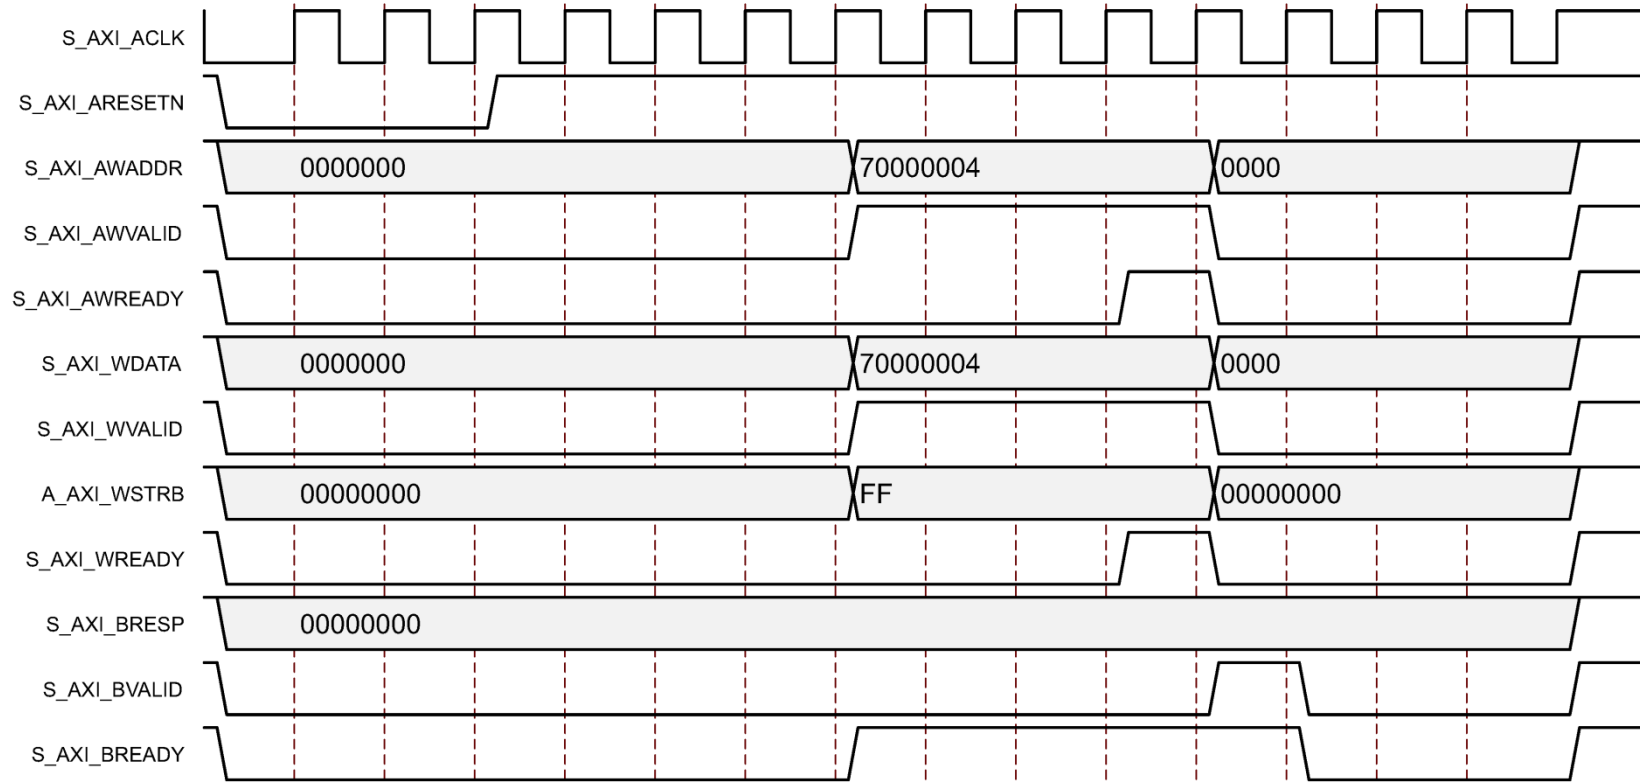 S_AXI_ACLK
S_AXI_ARESETN
S_AXI_AWADDR 0000000 70000004 0000
S_AXI_AWVALID
S_AXI_AWREADY
S_AXI_WDATA 0000000 70000004 0000
S_AXI_WVALID
A_AXI_WSTRB 00000000 FF 00000000
S_AXI_WREADY
S_AXI_BRESP 00000000
S_AXI_BVALID
S_AXI_BREADY